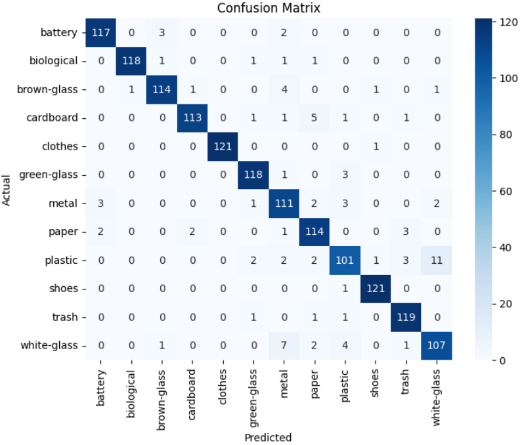 Confusion Matrix
battery 117 0 3 0 0 0 2 0 0 0 0 0
biological 0 118 1 0 0 1 1 1 0 0 0 0
brown-glass 0 1 114 1 0 0 4 0 0 1 0 1
cardboard 0 0 0 113 0 1 1 5 1 0 1 0
clothes 0 0 0 0 121 0 0 0 0 1 0 0
green-glass 0 0 0 0 0 118 1 0 3 0 0 0
metal 3 0 0 0 0 1 111 2 3 0 0 2
paper 2 0 0 2 0 0 1 114 0 0 3 0
plastic 0 0 0 0 0 2 2 2 101 1 3 11
shoes 0 0 0 0 0 0 0 0 1 121 0 0
trash 0 0 0 0 0 1 0 1 1 0 119 0
white-glass 0 0 1 0 0 0 7 2 4 0 1 107
battery biological brown-glass cardboard clothes green-glass metal paper plastic shoes trash white-glass
Predicted
Actual
120
100
80
60
40
20
0